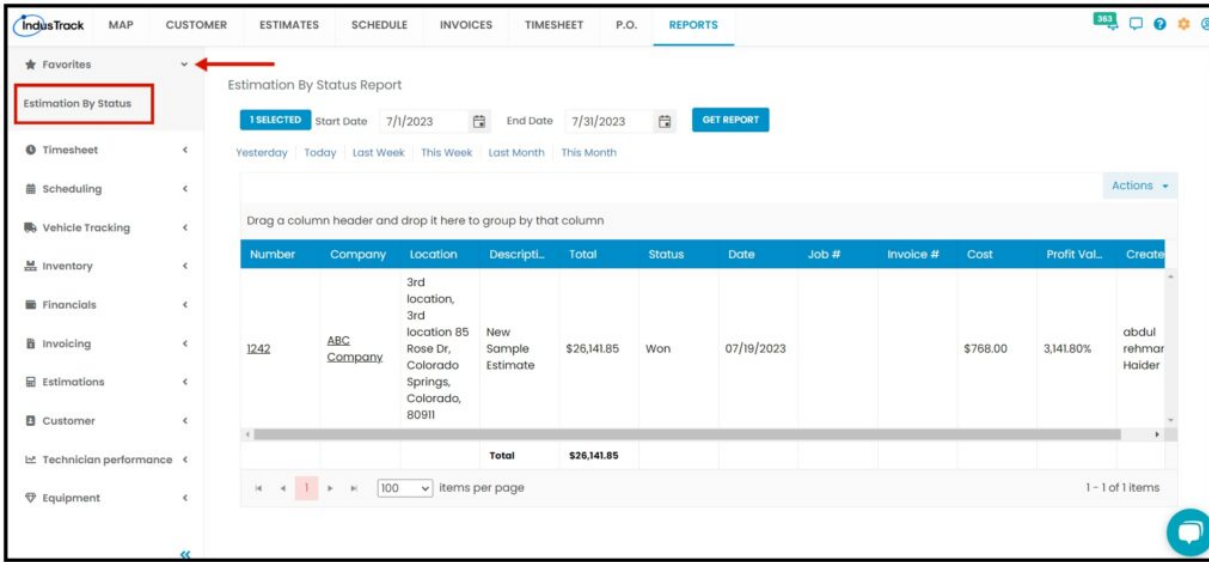 IndusTrack MAP CUSTOMER ESTIMATES SCHEDULE INVOICES TIMESHEET P.O. REPORTS 363
Favorites
Estimation By Status
Timesheet
Scheduling
Vehicle Tracking
Inventory
Financials
Invoicing
Estimations
Customer
Technician performance
Equipment
Estimation By Status Report
1 SELECTED Start Date 7/1/2023 End Date 7/31/2023 GET REPORT
Yesterday Today Last Week This Week Last Month This Month
Actions
Drag a column header and drop it here to group by that column
Number Company Location Descripti... Total Status Date Job # Invoice # Cost Profit Val... Create
1242
ABC
Company
3rd
location,
3rd
location 85
Rose Dr,
Colorado
Springs,
Colorado,
80911
New
Sample
Estimate
$26,141.85
Won
07/19/2023
$768.00
3,141.80%
abdul
rehmar
Haider
Total $26,141.85
1 100 items per page 1 - 1 of 1 items